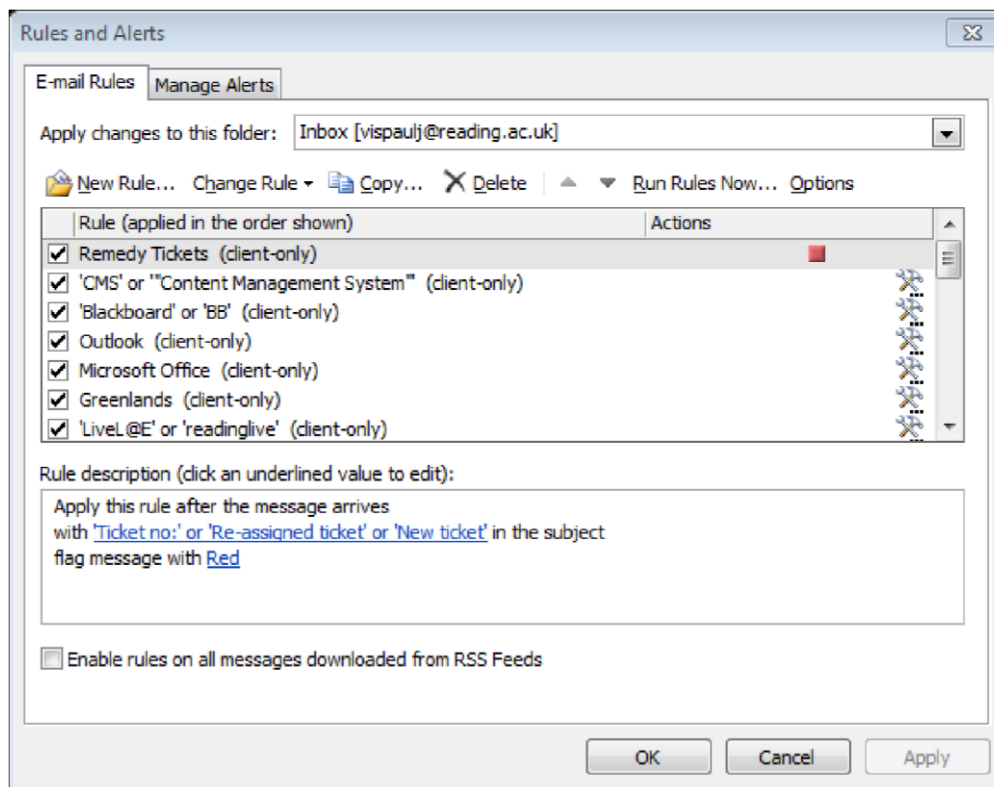 Rules and Alerts
E-mail Rules Manage Alerts
Apply changes to this folder: Inbox [vispaulj@reading.ac.uk]
New Rule... Change Rule Copy... Delete Run Rules Now... Options
Rule (applied in the order shown) Actions
Remedy Tickets (client-only)
'CMS' or '"Content Management System"' (client-only)
'Blackboard' or 'BB' (client-only)
Outlook (client-only)
Microsoft Office (client-only)
Greenlands (client-only)
'LiveL@E' or 'readinglive' (client-only)
Rule description (click an underlined value to edit):
Apply this rule after the message arrives
with 'Ticket no:' or 'Re-assigned ticket' or 'New ticket' in the subject
flag message with Red
Enable rules on all messages downloaded from RSS Feeds
OK Cancel Apply